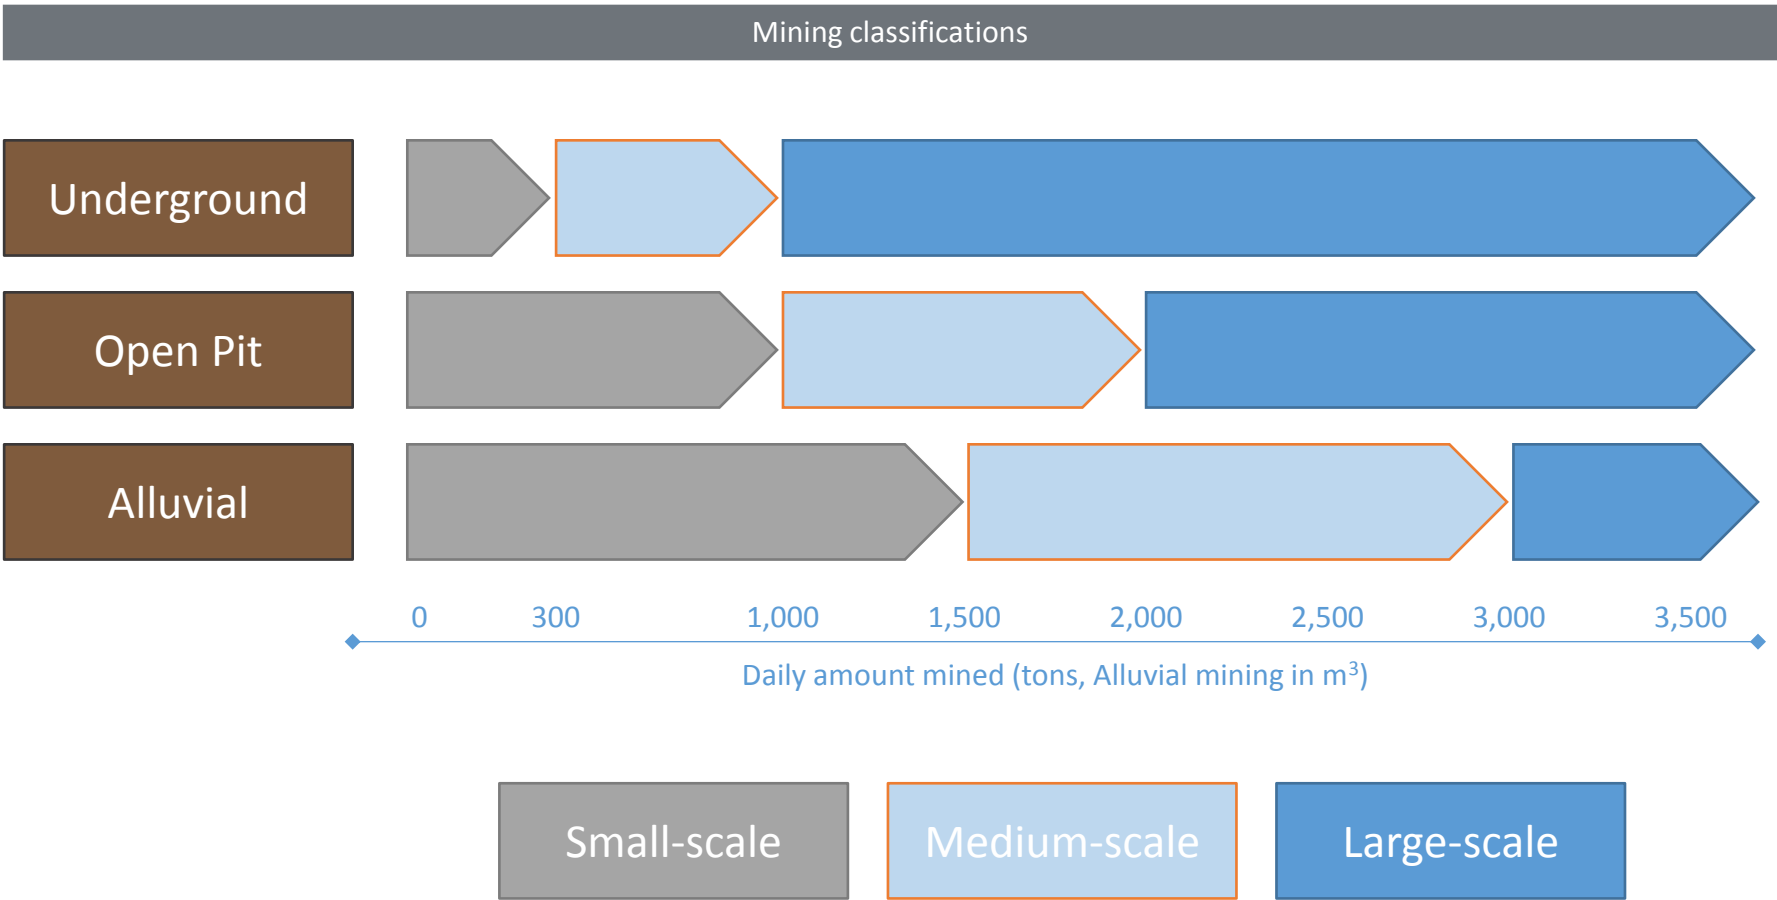 Mining classifications
Underground
Open Pit
Alluvial
0 300 1,000 1,500 2,000 2,500 3,000 3,500
Daily amount mined (tons, Alluvial mining in m³)
Small-scale Medium-scale Large-scale